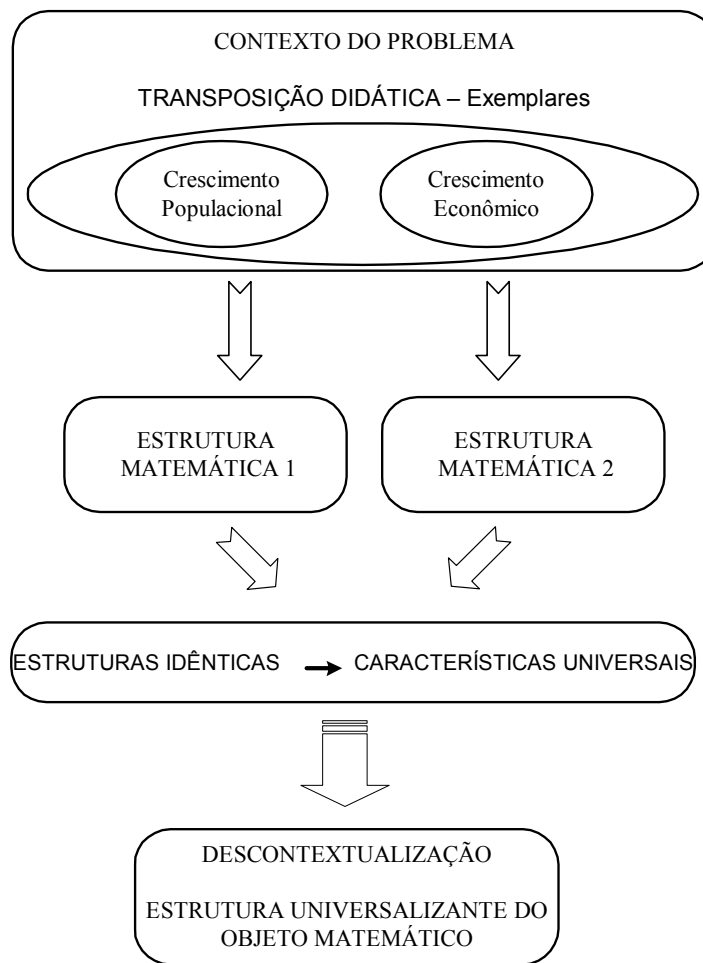 CONTEXTO DO PROBLEMA
TRANSPOSIÇÃO DIDÁTICA – Exemplares
Crescimento
Populacional
Crescimento
Econômico
ESTRUTURA
MATEMÁTICA 1
ESTRUTURA
MATEMÁTICA 2
ESTRUTURAS IDÊNTICAS
CARACTERÍSTICAS UNIVERSAIS
DESCONTEXTUALIZAÇÃO
ESTRUTURA UNIVERSALIZANTE DO
OBJETO MATEMÁTICO